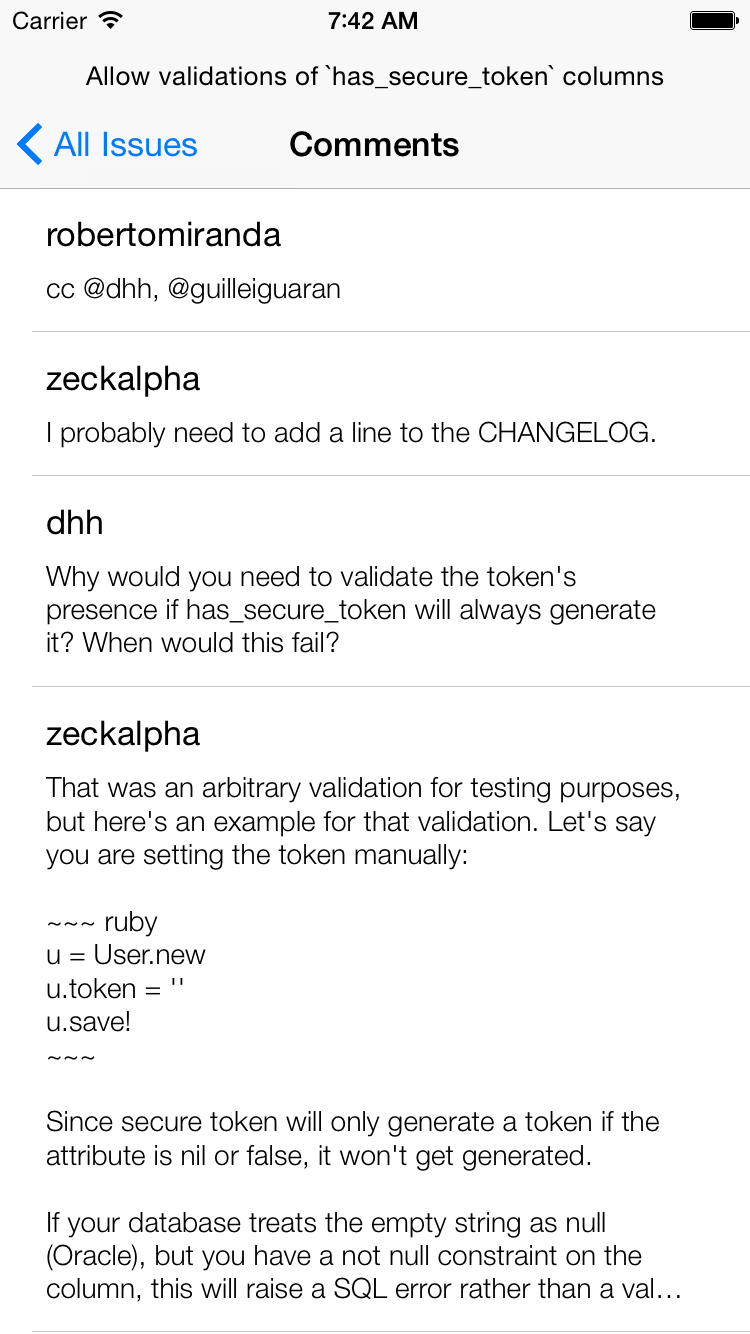 Carrier 7:42 AM
Allow validations of `has_secure_token` columns
All Issues Comments
robertomiranda
cc @dhh, @guilleiguaran
zeckalpha
I probably need to add a line to the CHANGELOG.
dhh
Why would you need to validate the token's
presence if has_secure_token will always generate
it? When would this fail?
zeckalpha
That was an arbitrary validation for testing purposes,
but here's an example for that validation. Let's say
you are setting the token manually:
~~~ ruby
u = User.new
u.token = ''
u.save!
~~~
Since secure token will only generate a token if the
attribute is nil or false, it won't get generated.
If your database treats the empty string as null
(Oracle), but you have a not null constraint on the
column, this will raise a SQL error rather than a val…